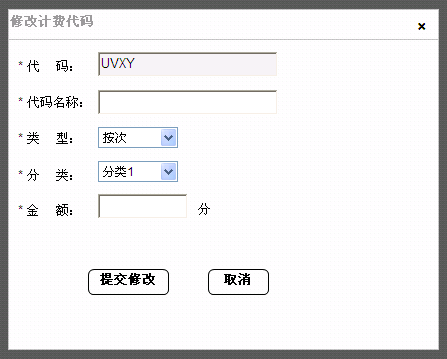 修改计费代码 ×
* 代 码: UVXY
* 代码名称:
* 类 型: 按次
* 分 类: 分类1
* 金 额: 分
提交修改 取消